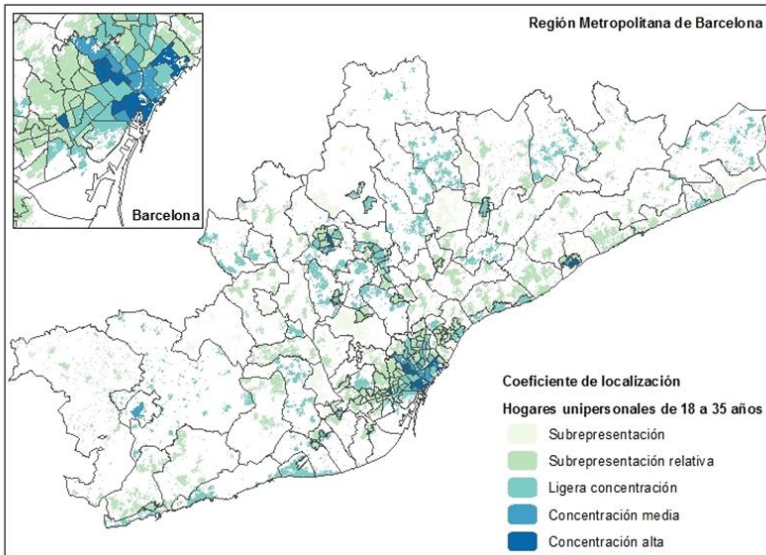 Región Metropolitana de Barcelona
Barcelona
Coeficiente de localización
Hogares unipersonales de 18 a 35 años
Subrepresentación
Subrepresentación relativa
Ligera concentración
Concentración media
Concentración alta